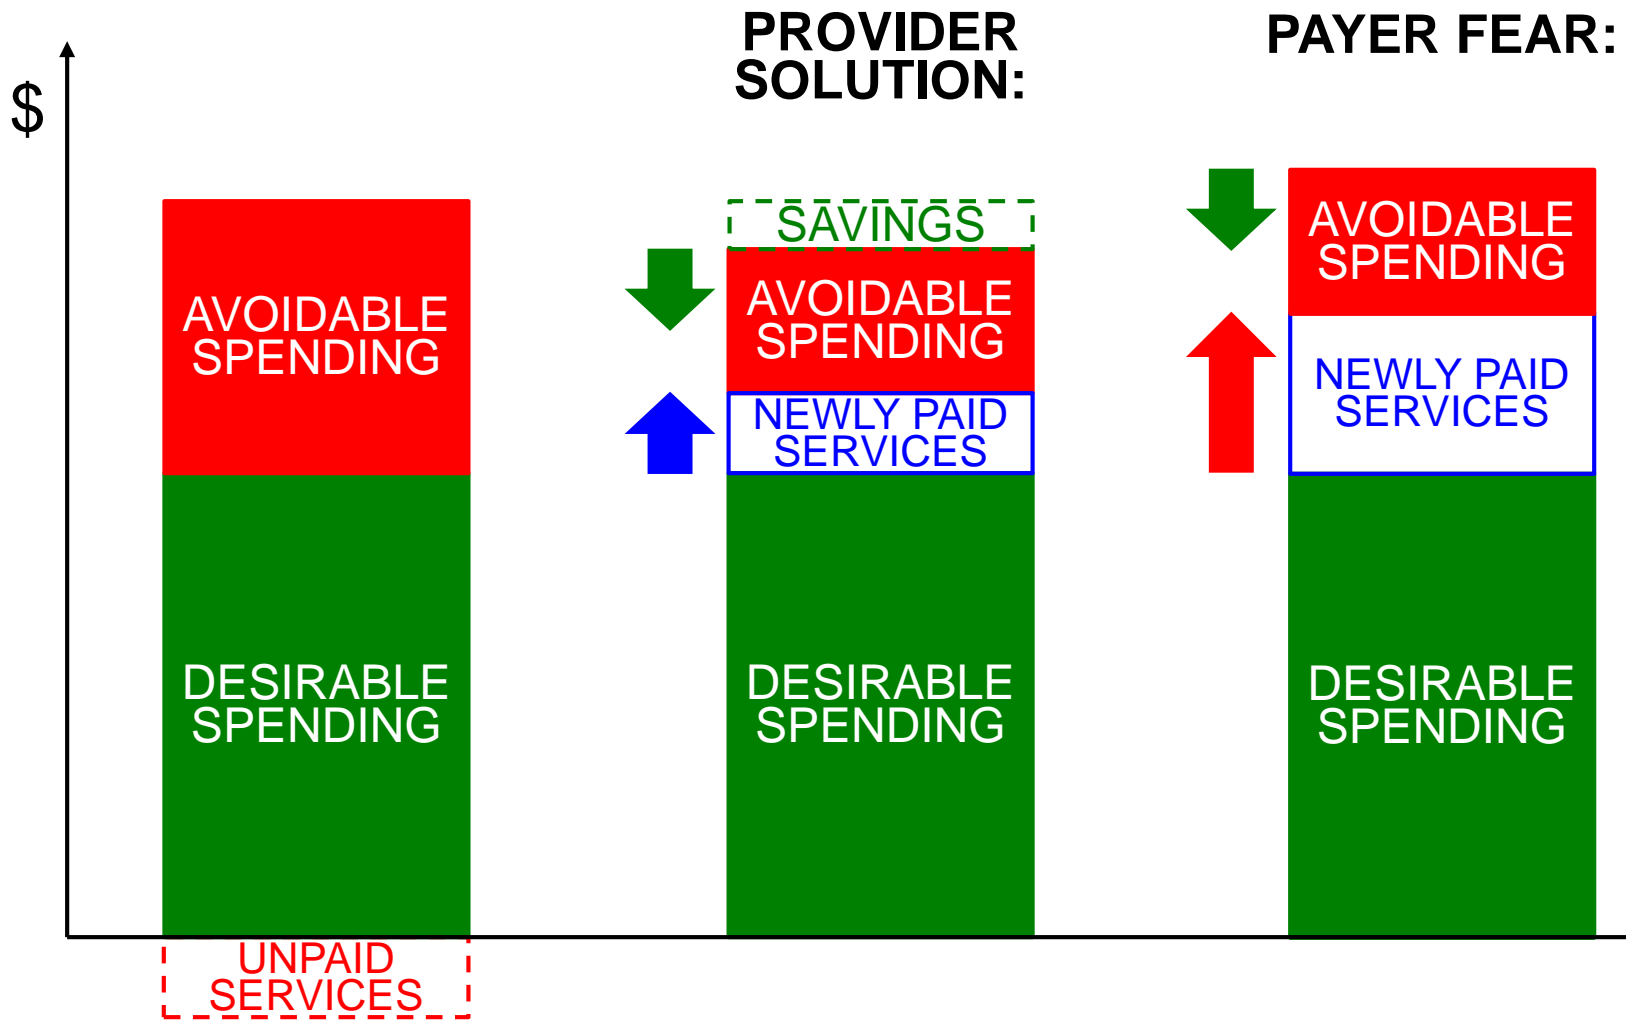 PROVIDER
SOLUTION:
PAYER FEAR:
$
AVOIDABLE
SPENDING
DESIRABLE
SPENDING
UNPAID
SERVICES
SAVINGS
AVOIDABLE
SPENDING
NEWLY PAID
SERVICES
DESIRABLE
SPENDING
AVOIDABLE
SPENDING
NEWLY PAID
SERVICES
DESIRABLE
SPENDING